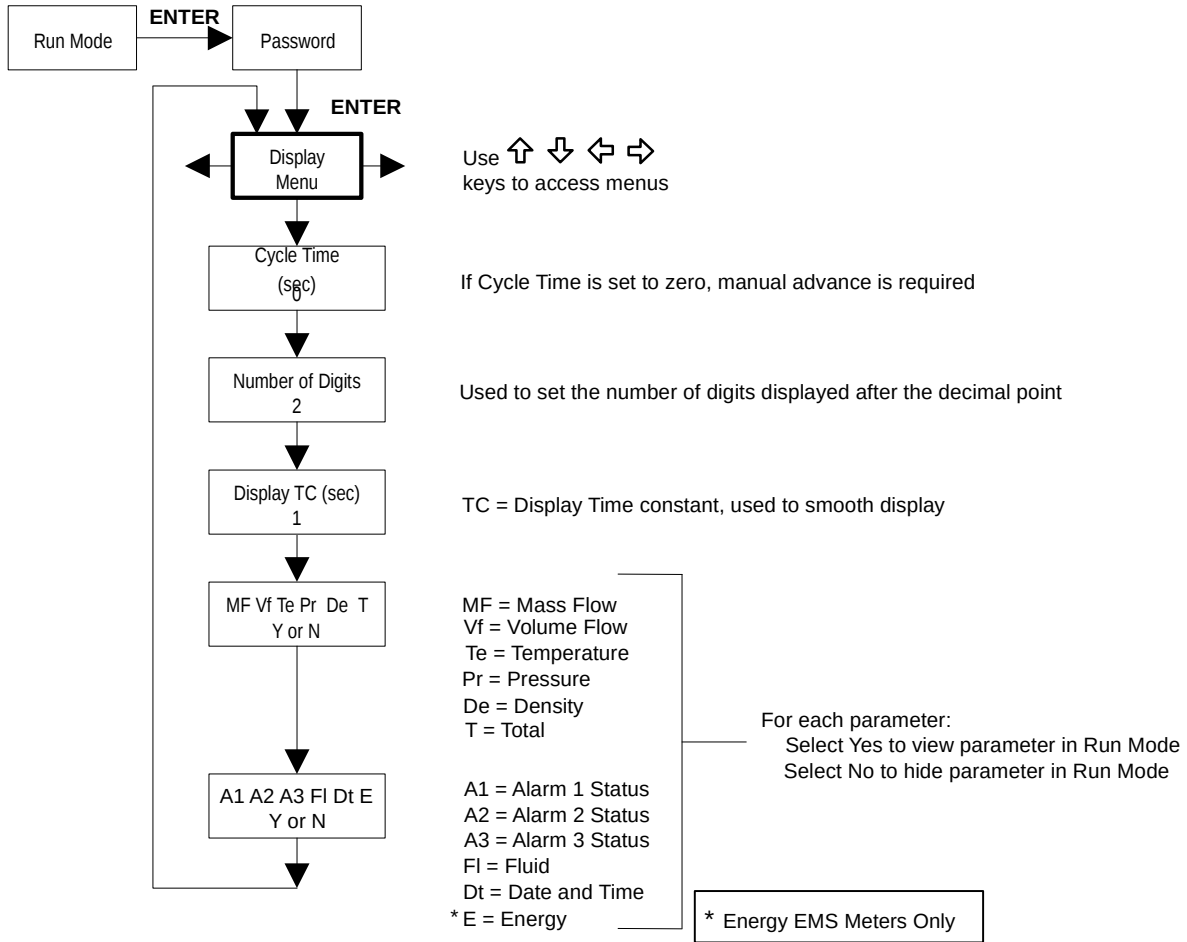 ENTER
Run Mode
Password
ENTER
Display
Menu
Use
keys to access menus
Cycle Time
(sec)
0
If Cycle Time is set to zero, manual advance is required
Number of Digits
2
Used to set the number of digits displayed after the decimal point
Display TC (sec)
1
TC = Display Time constant, used to smooth display
MF Vf Te Pr De T
Y or N
MF = Mass Flow
Vf = Volume Flow
Te = Temperature
Pr = Pressure
De = Density
T = Total
For each parameter:
Select Yes to view parameter in Run Mode
Select No to hide parameter in Run Mode
A1 A2 A3 Fl Dt E
Y or N
A1 = Alarm 1 Status
A2 = Alarm 2 Status
A3 = Alarm 3 Status
Fl = Fluid
Dt = Date and Time
* E = Energy
* Energy EMS Meters Only